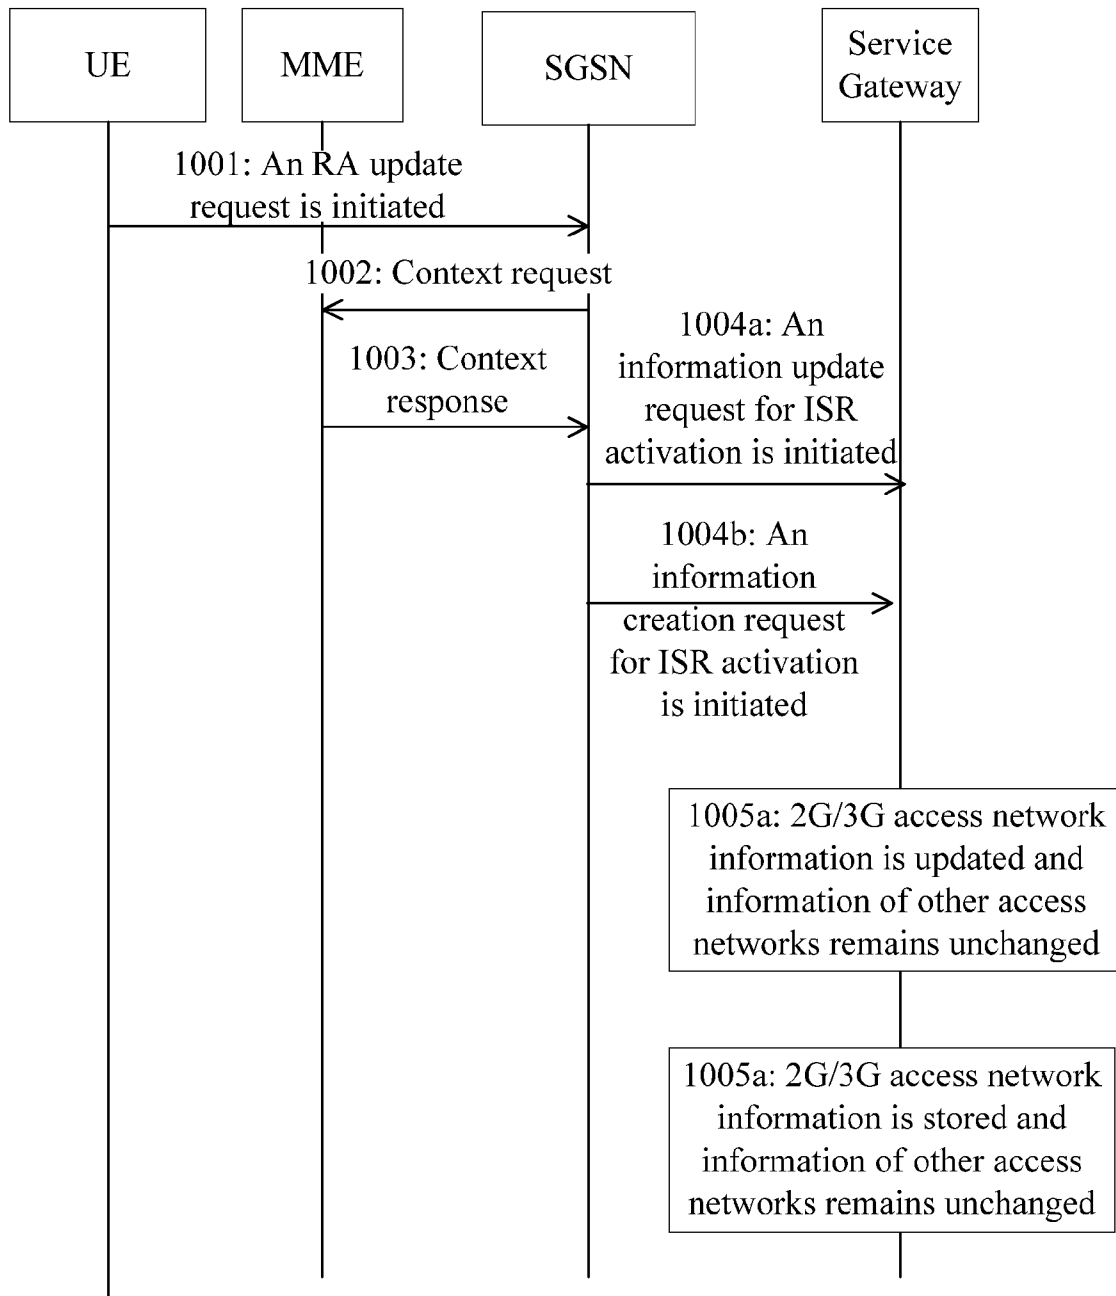 UE
MME
SGSN
Service
Gateway
1001: An RA update
request is initiated
1002: Context request
1003: Context
response
1004a: An
information update
request for ISR
activation is initiated
1004b: An
information
creation request
for ISR activation
is initiated
1005a: 2G/3G access network
information is updated and
information of other access
networks remains unchanged
1005a: 2G/3G access network
information is stored and
information of other access
networks remains unchanged